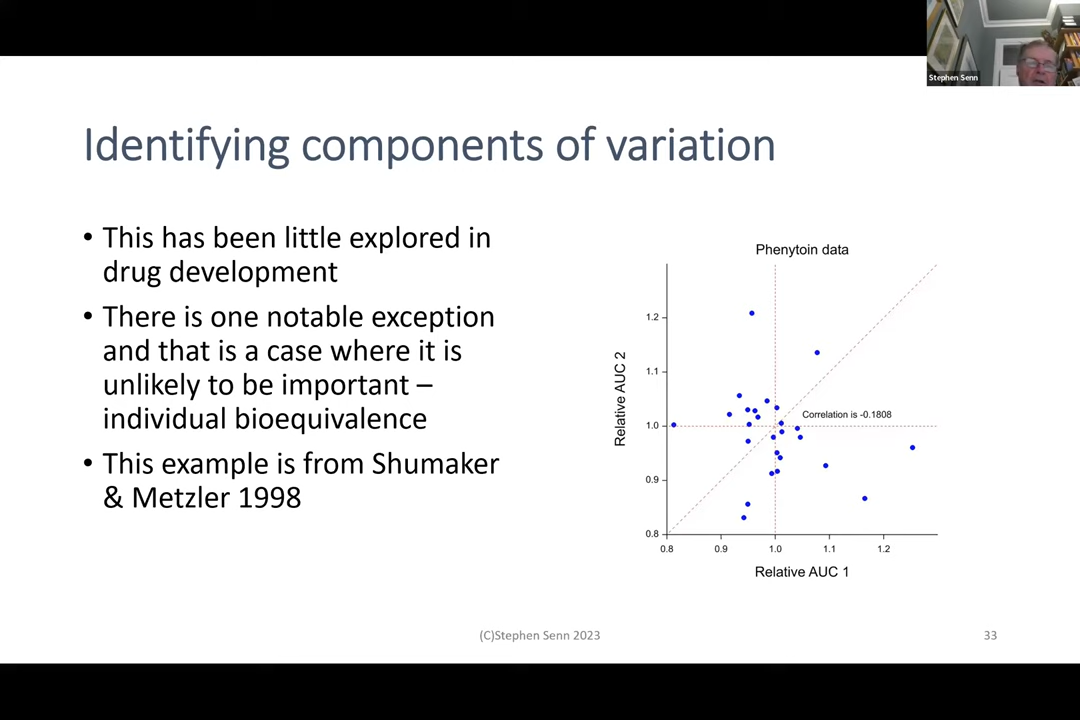 Stephen Senn
Identifying components of variation
• This has been little explored in
drug development
• There is one notable exception
and that is a case where it is
unlikely to be important –
individual bioequivalence
• This example is from Shumaker
& Metzler 1998
Phenytoin data
1.2
1.1
1.0
0.9
0.8
Relative AUC 2
Correlation is -0.1808
0.8 0.9 1.0 1.1 1.2
Relative AUC 1
(C)Stephen Senn 2023
33